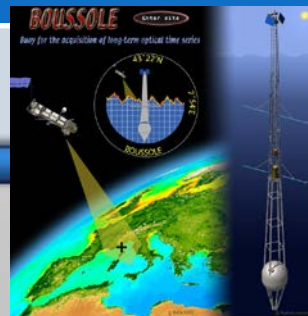 BOUSSOLE
Enter site
Buoy for the acquisition of long-term optical time series
43°22'N
7°54'E
BOUSSOLE